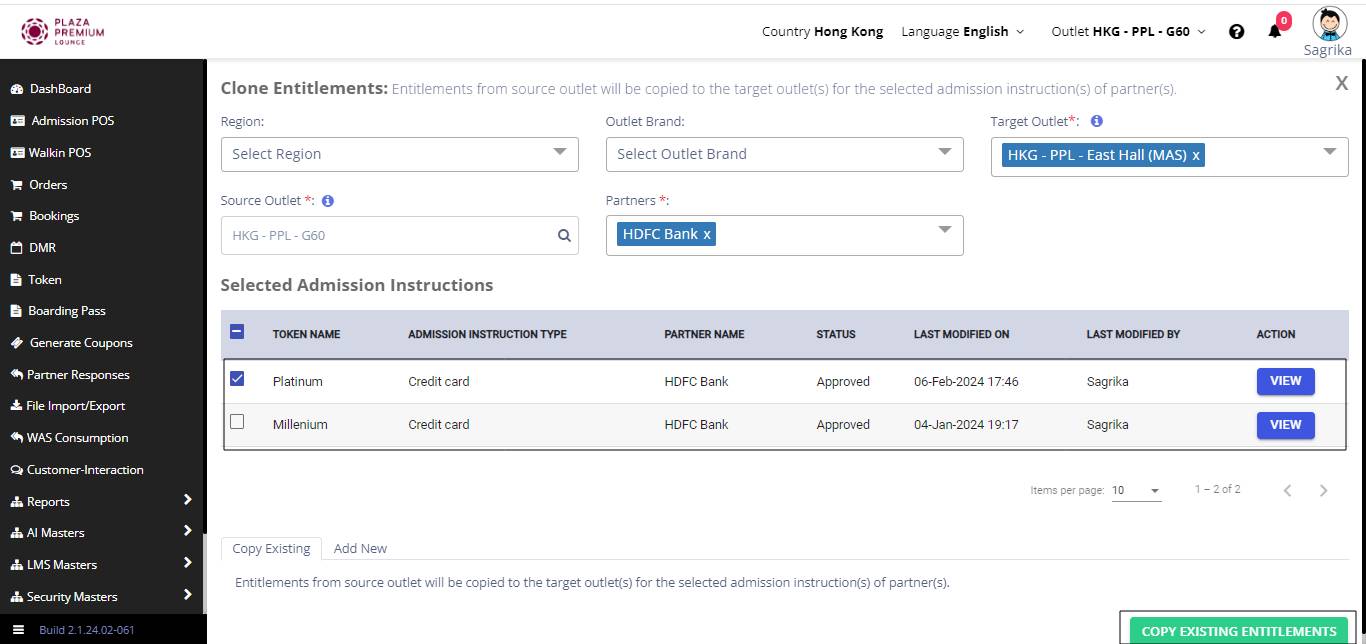 PLAZA
PREMIUM
LOUNGE
Country Hong Kong Language English Outlet HKG - PPL - G60 ? 0
Sagrika
DashBoard
Admission POS
Walkin POS
Orders
Bookings
DMR
Token
Boarding Pass
Generate Coupons
Partner Responses
File Import/Export
WAS Consumption
Customer-Interaction
Reports
AI Masters
LMS Masters
Security Masters
Build 2.1.24.02-061
Clone Entitlements: Entitlements from source outlet will be copied to the target outlet(s) for the selected admission instruction(s) of partner(s). X
Region: Outlet Brand: Target Outlet*: i
Select Region Select Outlet Brand HKG - PPL - East Hall (MAS) x
Source Outlet *: i Partners *:
HKG - PPL - G60 HDFC Bank x
Selected Admission Instructions
TOKEN NAME ADMISSION INSTRUCTION TYPE PARTNER NAME STATUS LAST MODIFIED ON LAST MODIFIED BY ACTION
Platinum Credit card HDFC Bank Approved 06-Feb-2024 17:46 Sagrika VIEW
Millenium Credit card HDFC Bank Approved 04-Jan-2024 19:17 Sagrika VIEW
Items per page: 10 1 – 2 of 2
Copy Existing Add New
Entitlements from source outlet will be copied to the target outlet(s) for the selected admission instruction(s) of partner(s).
COPY EXISTING ENTITLEMENTS